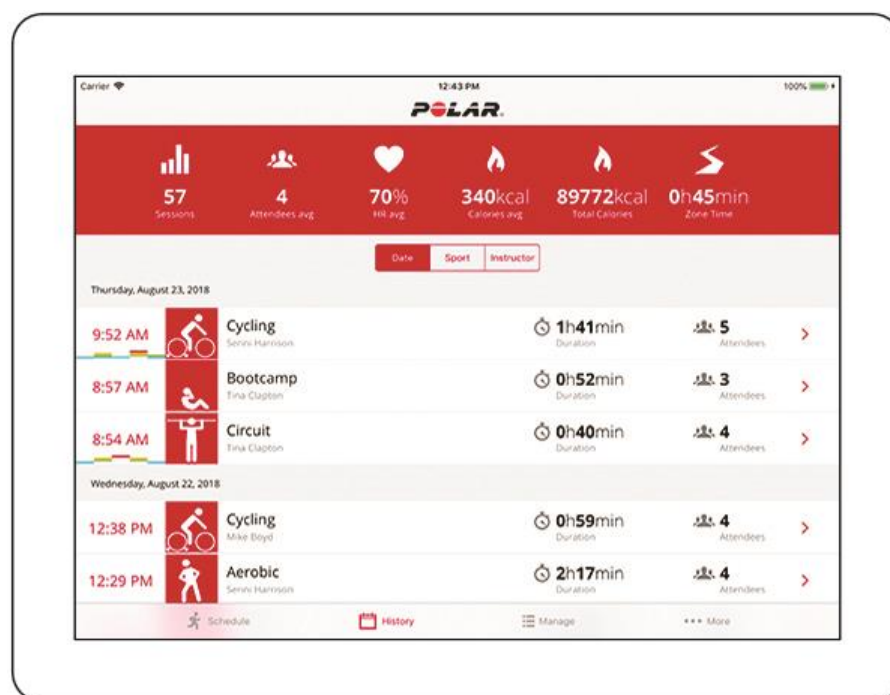 Carrier 12:43 PM 100%
POLAR.
57 4 70% 340kcal 89772kcal 0h45min
Sessions Attendees avg HR avg Calories avg Total Calories Zone Time
Date Sport Instructor
Thursday, August 23, 2018
9:52 AM Cycling 1h41min 5
Senni Harrison Duration Attendees
8:57 AM Bootcamp 0h52min 3
Tina Clapton Duration Attendees
8:54 AM Circuit 0h40min 4
Tina Clapton Duration Attendees
Wednesday, August 22, 2018
12:38 PM Cycling 0h59min 4
Mike Boyd Duration Attendees
12:29 PM Aerobic 2h17min 4
Senni Harrison Duration Attendees
Schedule History Manage More